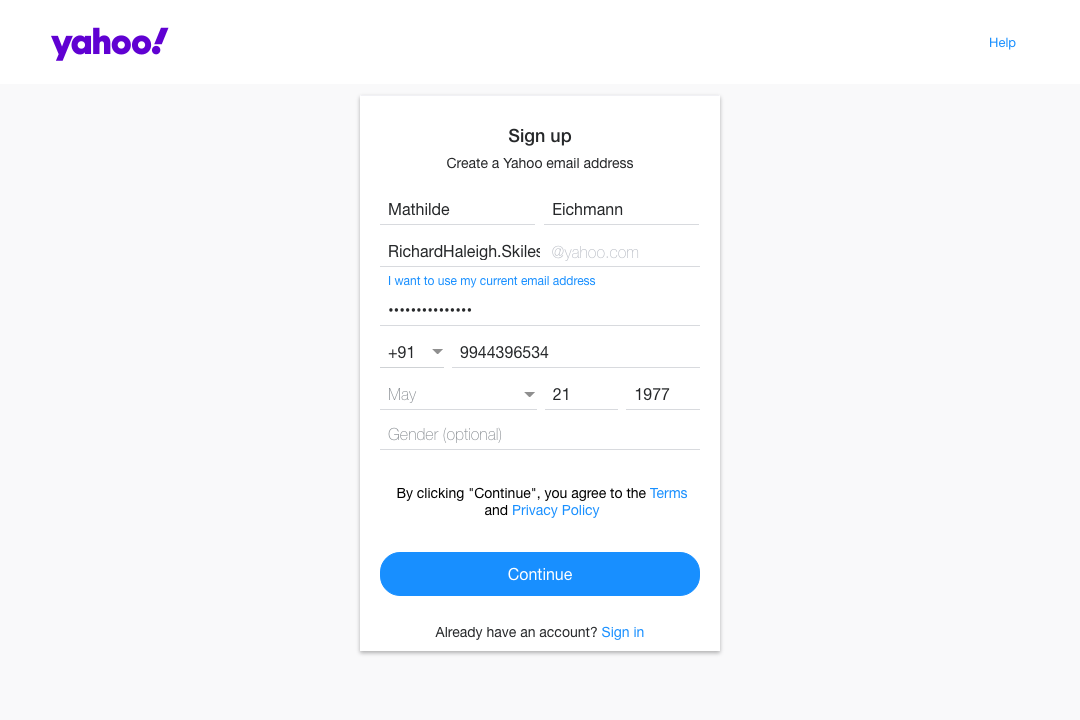 yahoo!
Help
Sign up
Create a Yahoo email address
Mathilde Eichmann
RichardHaleigh.Skiles @yahoo.com
I want to use my current email address
•••••••••••••••
+91 9944396534
May 21 1977
Gender (optional)
By clicking "Continue", you agree to the Terms
and Privacy Policy
Continue
Already have an account? Sign in